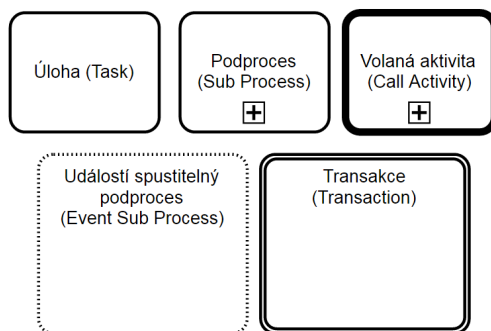 Úloha (Task)
Podproces
(Sub Process)
Volaná aktivita
(Call Activity)
Událostí spustitelný
podproces
(Event Sub Process)
Transakce
(Transaction)